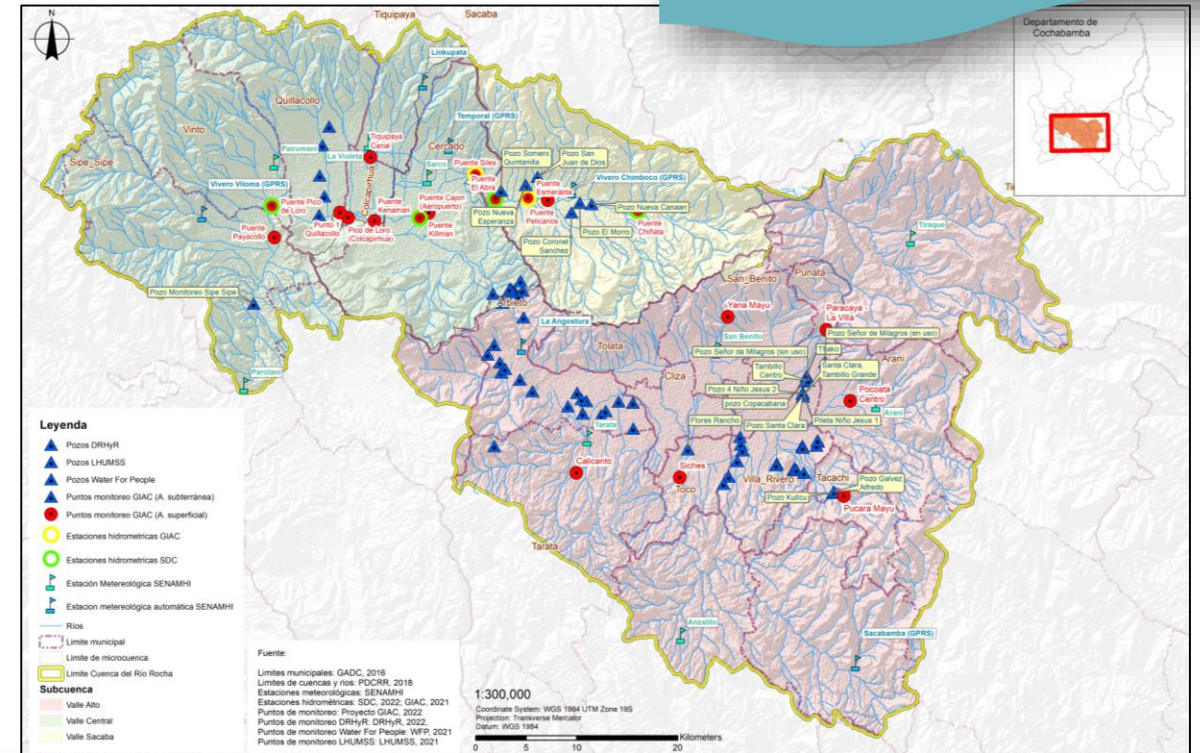 N
Tiquipaya
Sacaba
Departamento de
Cochabamba
Linkupata
Quillacollo
Vinto
Temporal (GPRS)
Cercado
Tiquipaya
Canal
La Violeta
Pairumani
Sipe_Sipe
Sarco
Puente Siles
Pozo Somero
Quintanilla
Pozo San
Juan de Dios
Vivero Viloma (GPRS)
Colcapirhua
Puente
El Abra
Puente
Esmeralda
Vivero Chimboco (GPRS)
Puente Pico
de Loro
Puente
Kenamari
Puente Cajon
(Aeropuerto)
Pozo Nueva Canaan
Punto 1
Quillacollo
Pico de Loro
(Colcapirhua)
Puente
Killman
Pozo Nueva
Esperanza
Puente
Pelicanos
Puente
Chiñata
Pozo El Morro
Puente
Payacollo
Pozo Coronel
Sanchez
Tiraque
Pozo Monitoreo Sipe Sipe
San_Benito
Punata
Arbieto
Yana Mayu
Paracaya -
La Villa
La Angostura
Pozo Señor de Milagros (en uso)
San Benito
Tolata
Pozo Señor de Milagros (sin uso)
Thako
Arani
Parotani
Cliza
Tambillo
Centro
Santa Clara,
Tambillo Grande
Pozo 4 Niño Jesus 2
Pocoata
Centro
pozo Copacabana
Arani
Tarata
Flores Rancho
Pozo Santa Clara
Pileta Niño Jesus 1
Calicanto
Siches
Toco
Villa_Rivero
Tacachi
Pozo Galvez
Alfredo
Pozo Kullcu
Pucara Mayu
Tarata
Anzaldo
Sacabamba (GPRS)
Leyenda
Pozos DRHyR
Pozos LHUMSS
Pozos Water For People
Puntos monitoreo GIAC (A. subterránea)
Puntos monitoreo GIAC (A. superficial)
Estaciones hidrometricas GIAC
Estaciones hidrometricas SDC
Estación Metereológica SENAMHI
Estacion metereológica automática SENAMHI
Ríos
Limite municipal
Limite de microcuenca
Limite Cuenca del Río Rocha
Subcuenca
Valle Alto
Valle Central
Valle Sacaba
Fuente:
Limites municipales: GADC, 2016
Limites de cuencas y rios: PDCRR, 2018
Estaciones meteorológicas: SENAMHI
Estaciones hidrométricas: SDC, 2022; GIAC, 2021
Puntos de monitoreo: Proyecto GIAC, 2022
Puntos de monitoreo DRHyR: DRHyR, 2022,
Puntos de monitoreo Water For People: WFP, 2021
Puntos de monitoreo LHUMSS: LHUMSS, 2021
1:300,000
Coordinate System: WGS 1984 UTM Zone 19S
Projection: Transverse Mercator
Datum: WGS 1984
Kilometers
0 5 10 20